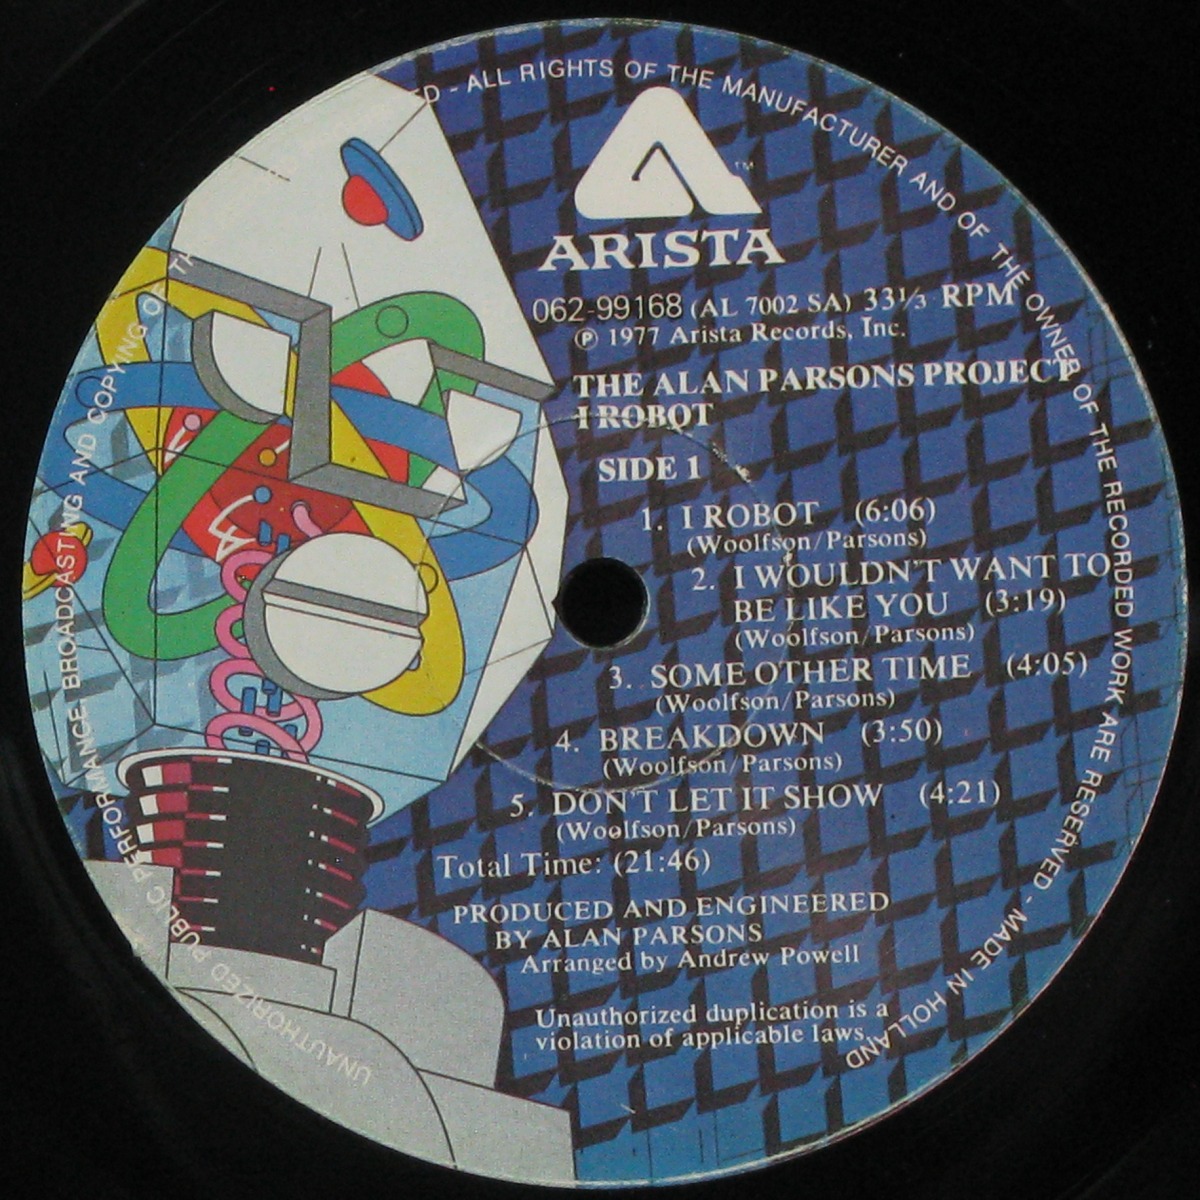 UNAUTHORIZED PUBLIC PERFORMANCE, BROADCASTING AND COPYING O TH ED - ALL RIGHTS OF THE MANUFACTURER AND OF THE OWNER OF THE RECORDED WORK ARE RESERVED - MADE IN HOLLAND
ARISTA
062-99168 (AL 7002 SA) 33 1/3 RPM
℗ 1977 Arista Records, Inc.
THE ALAN PARSONS PROJECT
I ROBOT
SIDE 1
1. I ROBOT (6:06)
(Woolfson/Parsons)
2. I WOULDN'T WANT TO
BE LIKE YOU (3:19)
(Woolfson/Parsons)
3. SOME OTHER TIME (4:05)
(Woolfson/Parsons)
4. BREAKDOWN (3:50)
(Woolfson/Parsons)
5. DON'T LET IT SHOW (4:21)
(Woolfson/Parsons)
Total Time: (21:46)
PRODUCED AND ENGINEERED
BY ALAN PARSONS
Arranged by Andrew Powell
Unauthorized duplication is a
violation of applicable laws.